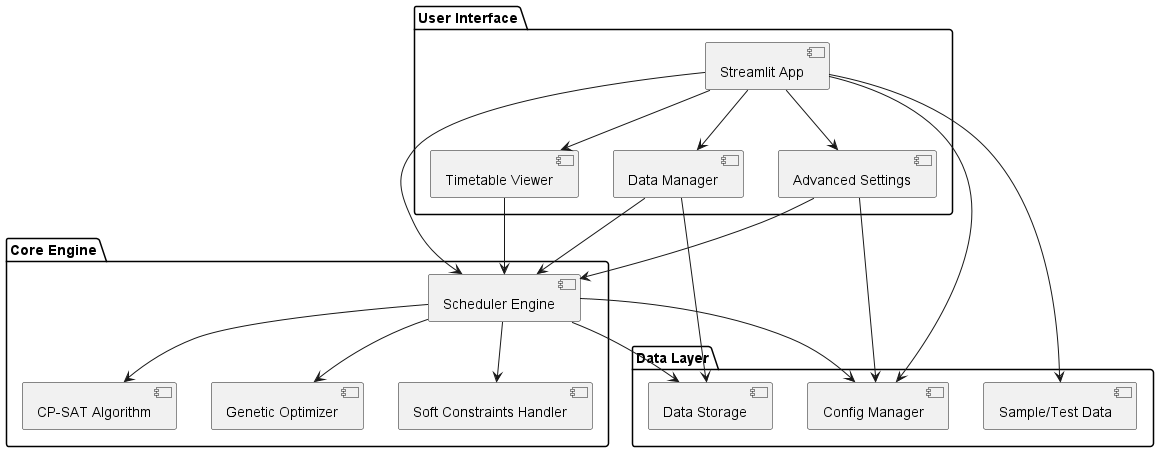 User Interface
Streamlit App
Timetable Viewer
Data Manager
Advanced Settings
Core Engine
Scheduler Engine
Data Layer
CP-SAT Algorithm
Genetic Optimizer
Soft Constraints Handler
Data Storage
Config Manager
Sample/Test Data